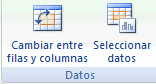 Cambiar entre
filas y columnas
Seleccionar
datos
Datos